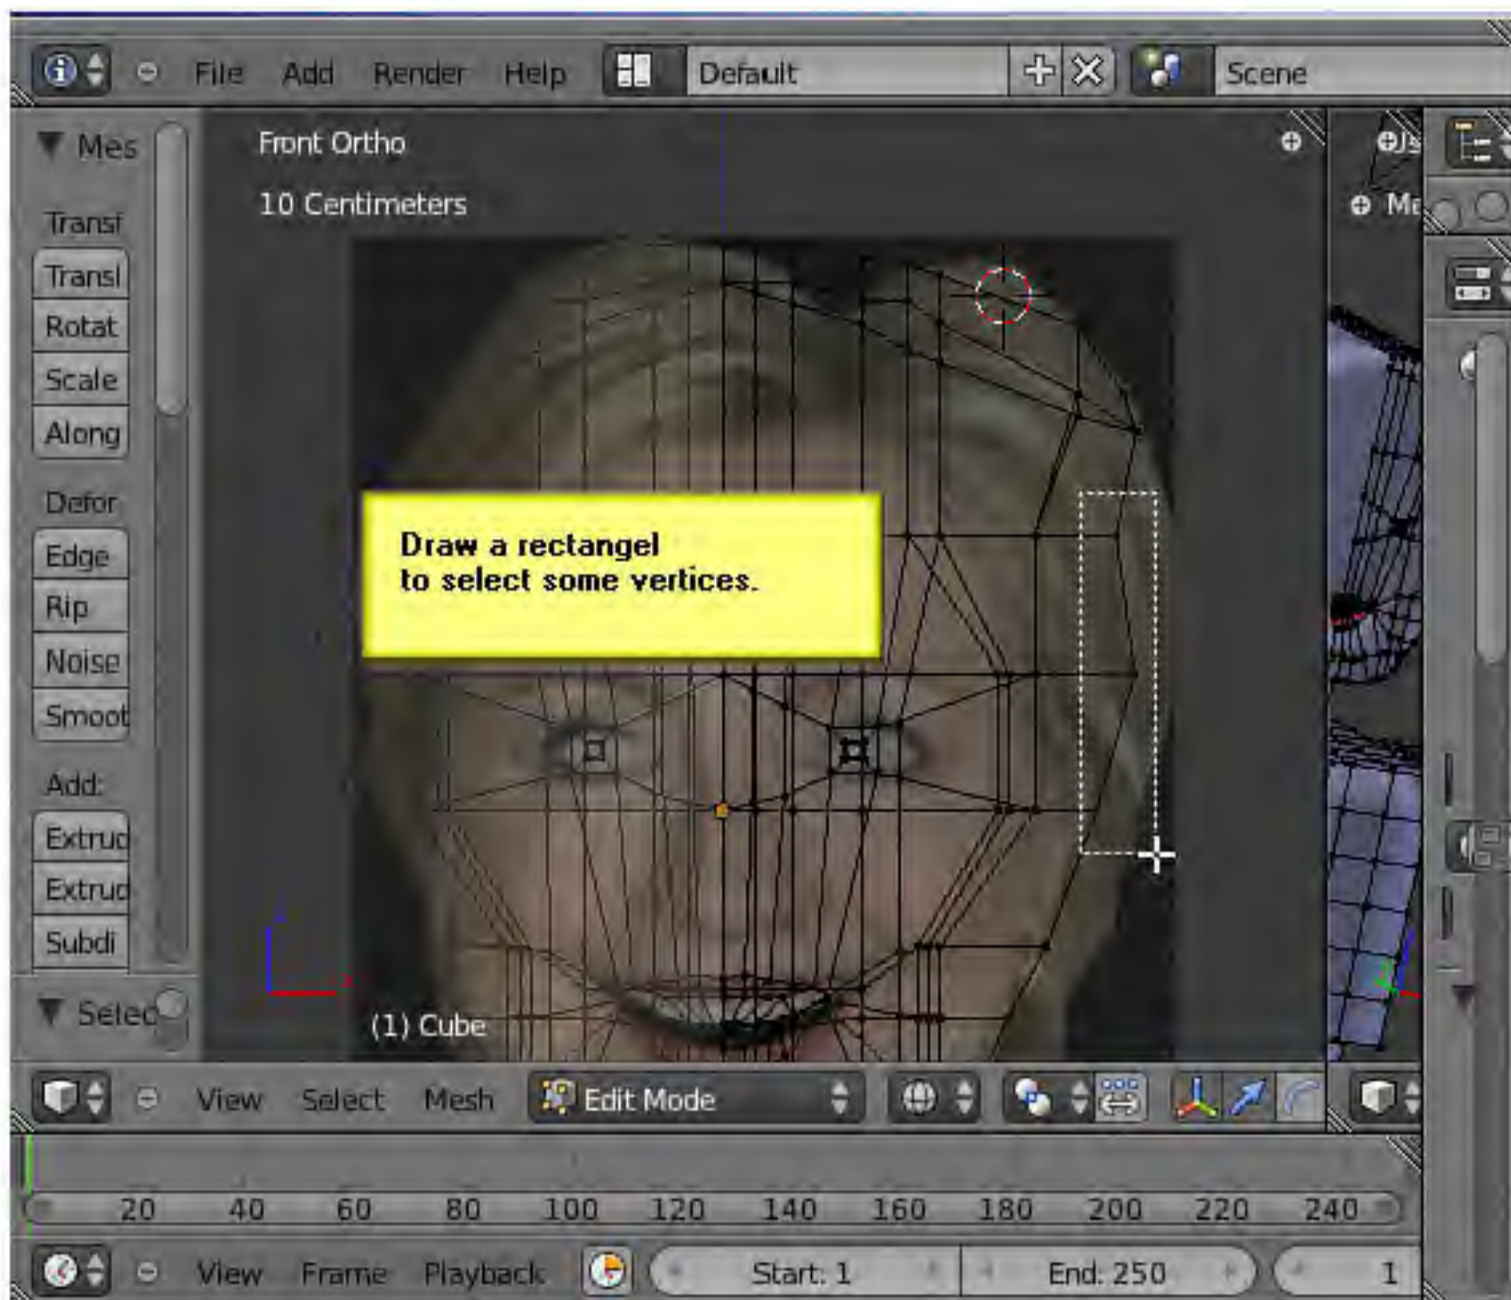 File Add Render Help Default Scene
Mes
Front Ortho
10 Centimeters
Transf
Transl
Rotat
Scale
Along
Defor
Edge
Rip
Noise
Smoot
Add:
Extrud
Extrud
Subdi
Selec
Draw a rectangel
to select some vertices.
(1) Cube
View Select Mesh Edit Mode
20 40 60 80 100 120 140 160 180 200 220 240
View Frame Playback Start: 1 End: 250 1